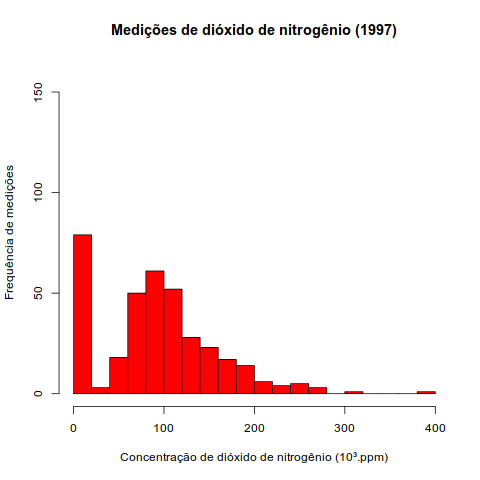 Medições de dióxido de nitrogênio (1997)
150
100
50
0
Frequência de medições
0 100 200 300 400
Concentração de dióxido de nitrogênio (10³.ppm)